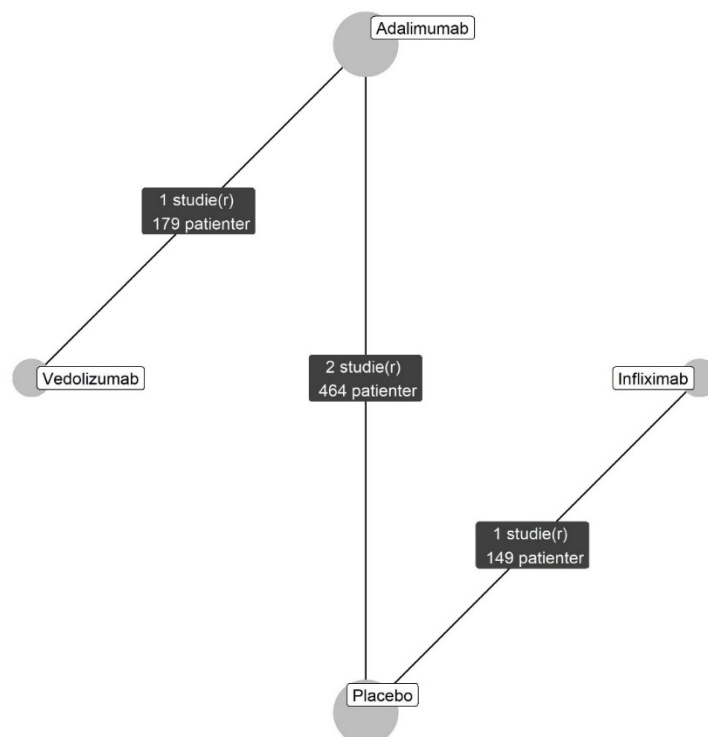 Adalimumab
1 studie(r)
179 patienter
2 studie(r)
464 patienter
Vedolizumab
Infliximab
1 studie(r)
149 patienter
Placebo